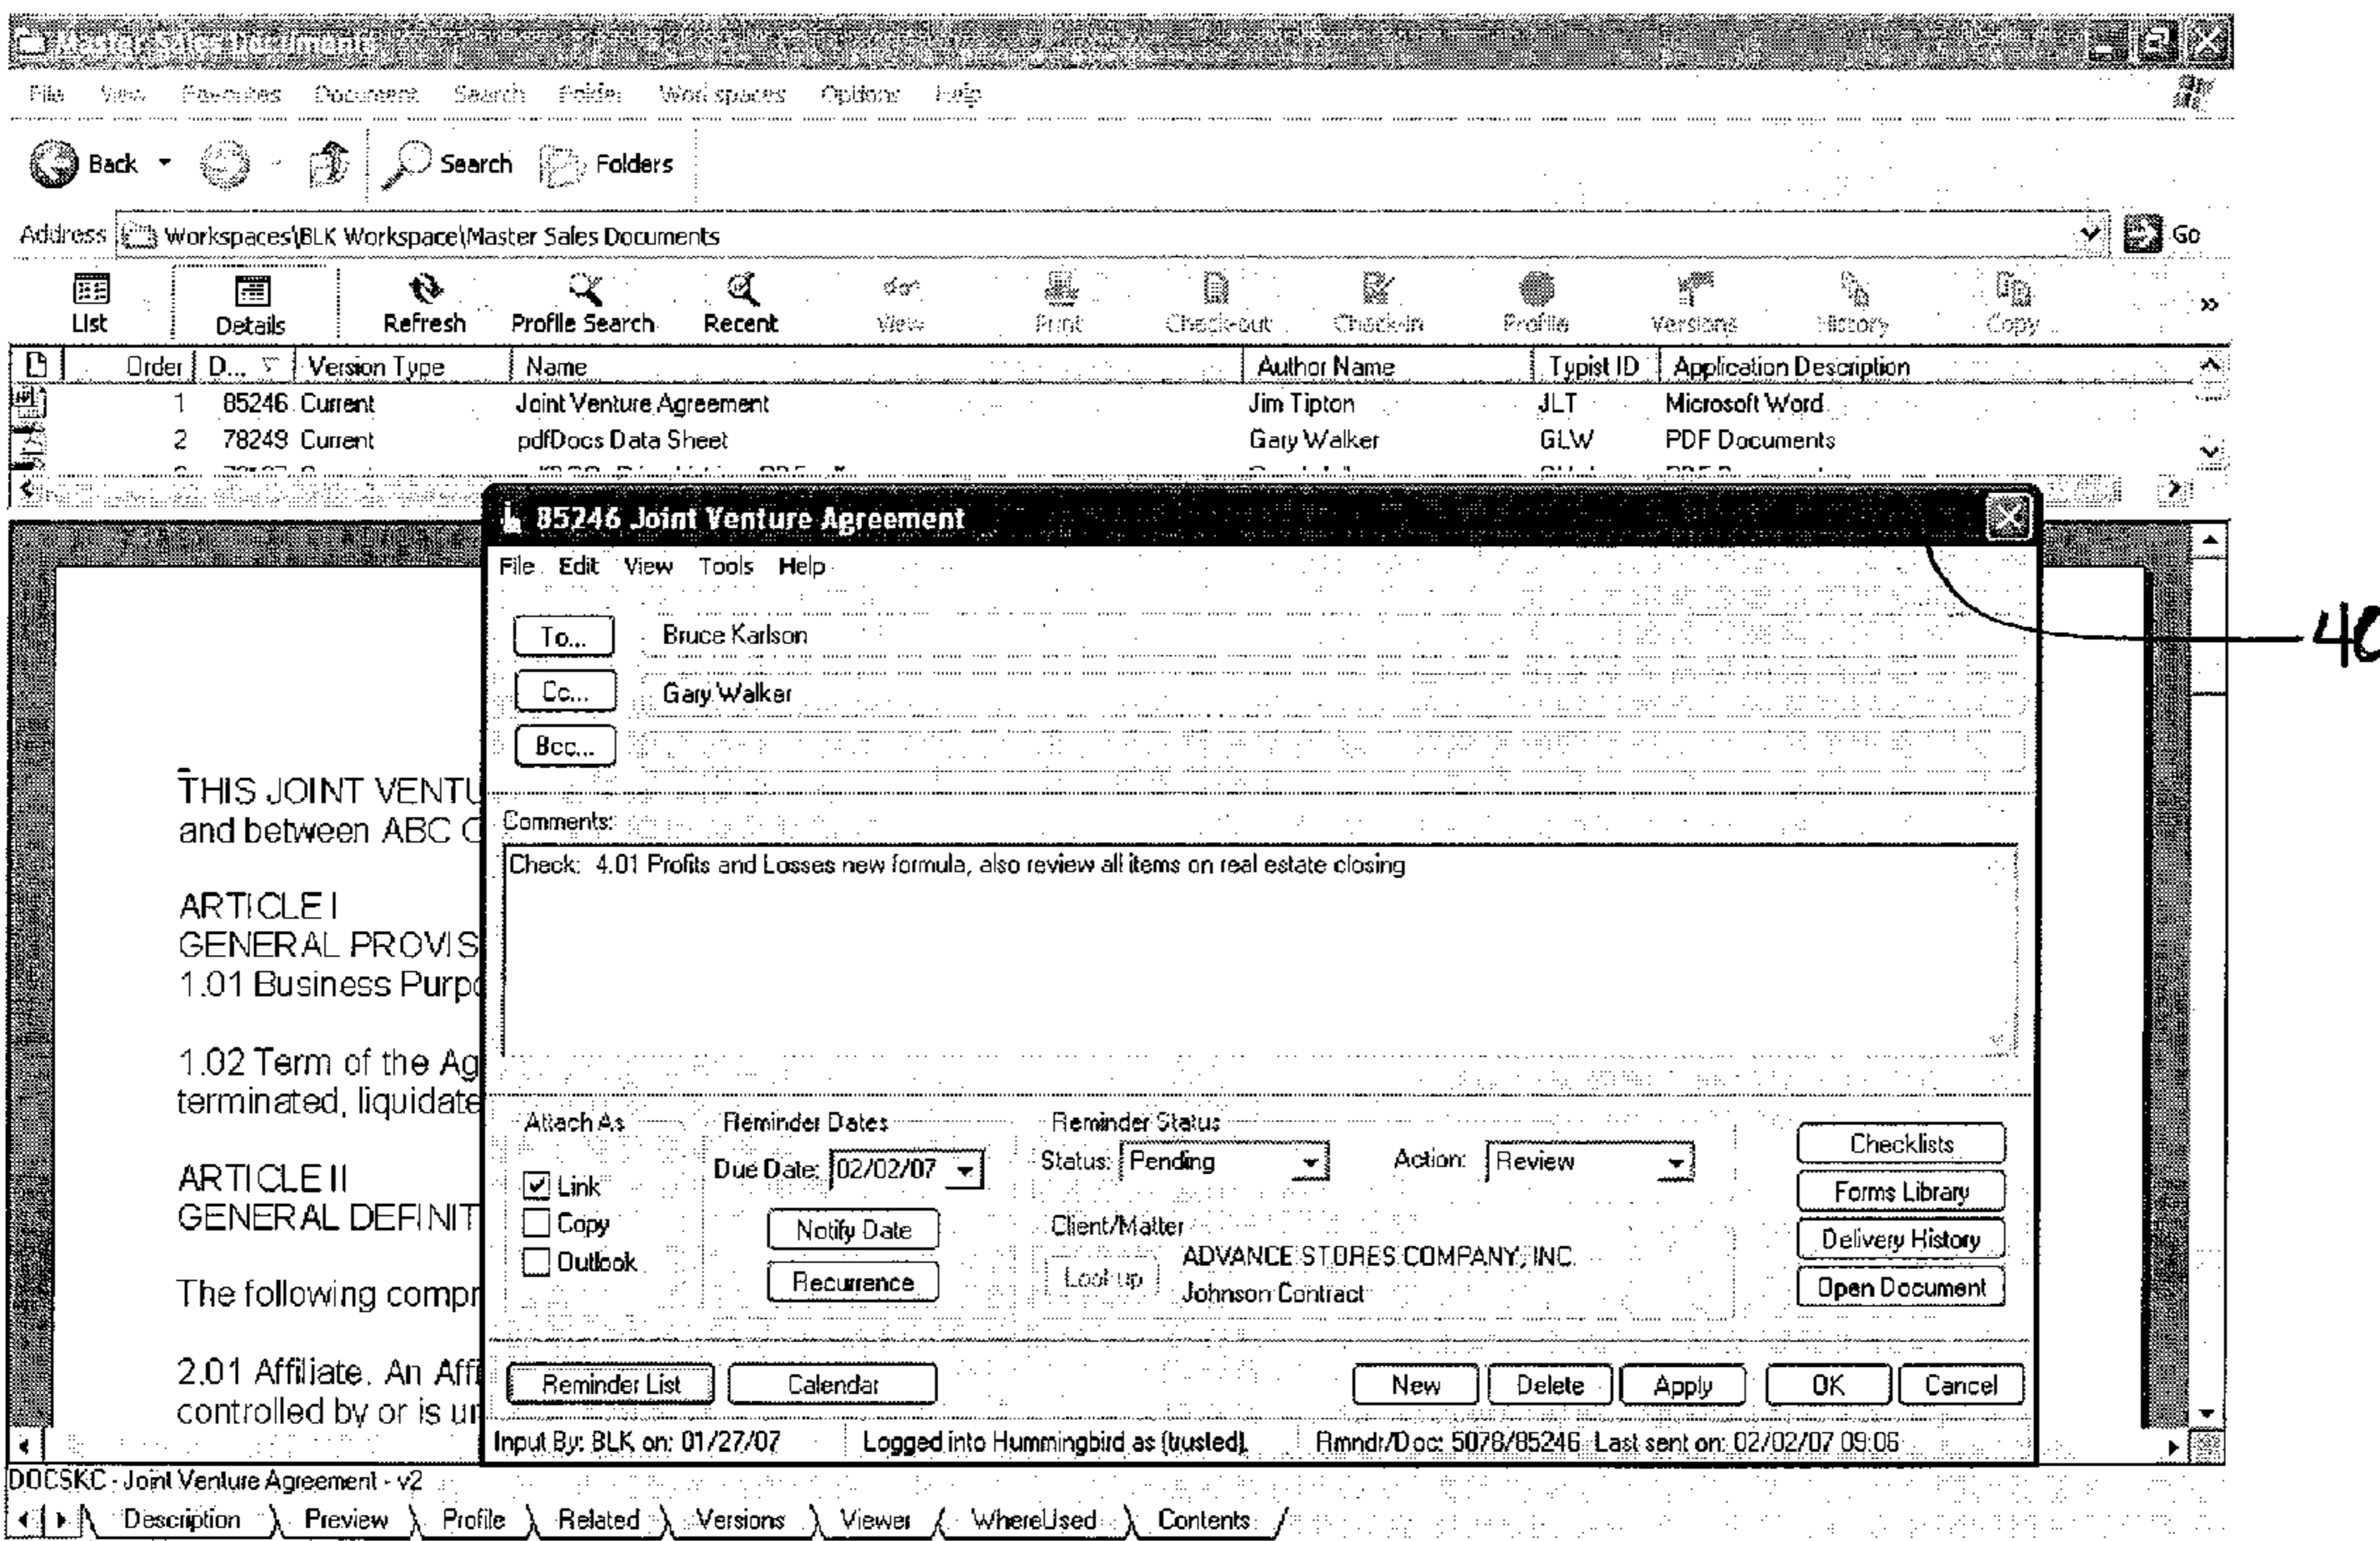 Master Sales Documents
File View Favorites Document Search Folder Workspaces Options Help
Back Search Folders
Address Workspaces\BLK Workspace\Master Sales Documents Go
List Details Refresh Profile Search Recent View Print Check-out Check-in Profile Versions History Copy »
Order D... Version Type Name Author Name Typist ID Application Description
1 85246 Current Joint Venture Agreement Jim Tipton JLT Microsoft Word
2 78249 Current pdfDocs Data Sheet Gary Walker GLW PDF Documents
85246 Joint Venture Agreement
File Edit View Tools Help
To... Bruce Karlson
Cc... Gary Walker
Bcc...
40
THIS JOINT VENTU
and between ABC C
Comments:
Check: 4.01 Profits and Losses new formula, also review all items on real estate closing
ARTICLE I
GENERAL PROVIS
1.01 Business Purpo
1.02 Term of the Ag
terminated, liquidate
Attach As Reminder Dates Reminder Status
Due Date: 02/02/07 Status: Pending Action: Review Checklists
Link Forms Library
Copy Notify Date Client/Matter Delivery History
Outlook Recurrence Lookup ADVANCE STORES COMPANY, INC.
Johnson Contract Open Document
ARTICLE II
GENERAL DEFINIT
The following compr
2.01 Affiliate. An Affi
controlled by or is un
Reminder List Calendar New Delete Apply OK Cancel
Input By: BLK on: 01/27/07 Logged into Hummingbird as (trusted). Rmndr/Doc: 5078/85246 Last sent on: 02/02/07 09:06
DOCSKC - Joint Venture Agreement - v2
Description Preview Profile Related Versions Viewer WhereUsed Contents